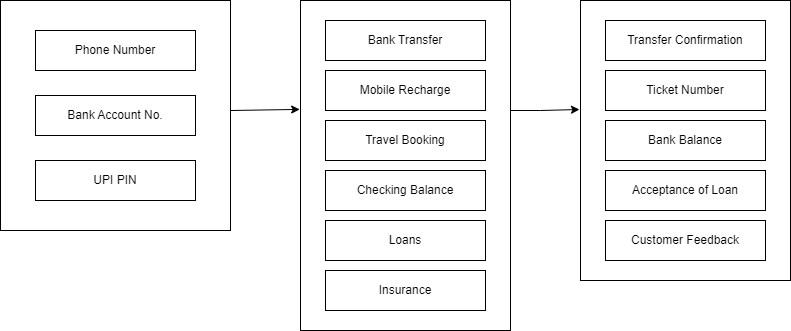 Phone Number
Bank Account No.
UPI PIN
Bank Transfer
Mobile Recharge
Travel Booking
Checking Balance
Loans
Insurance
Transfer Confirmation
Ticket Number
Bank Balance
Acceptance of Loan
Customer Feedback